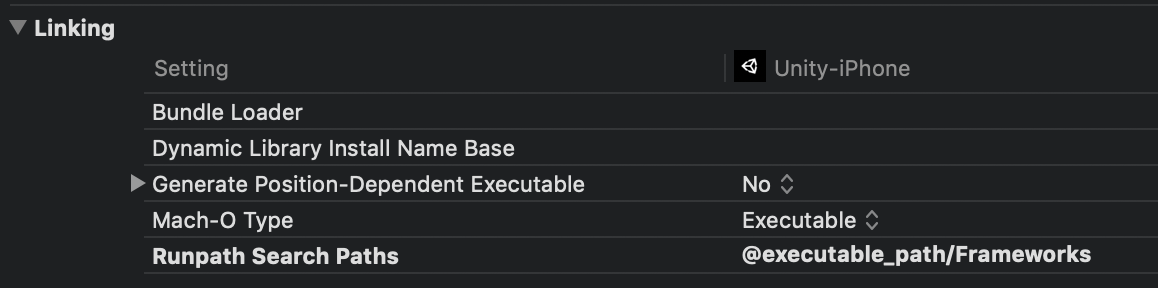 Linking
Setting Unity-iPhone
Bundle Loader
Dynamic Library Install Name Base
Generate Position-Dependent Executable No
Mach-O Type Executable
Runpath Search Paths @executable_path/Frameworks